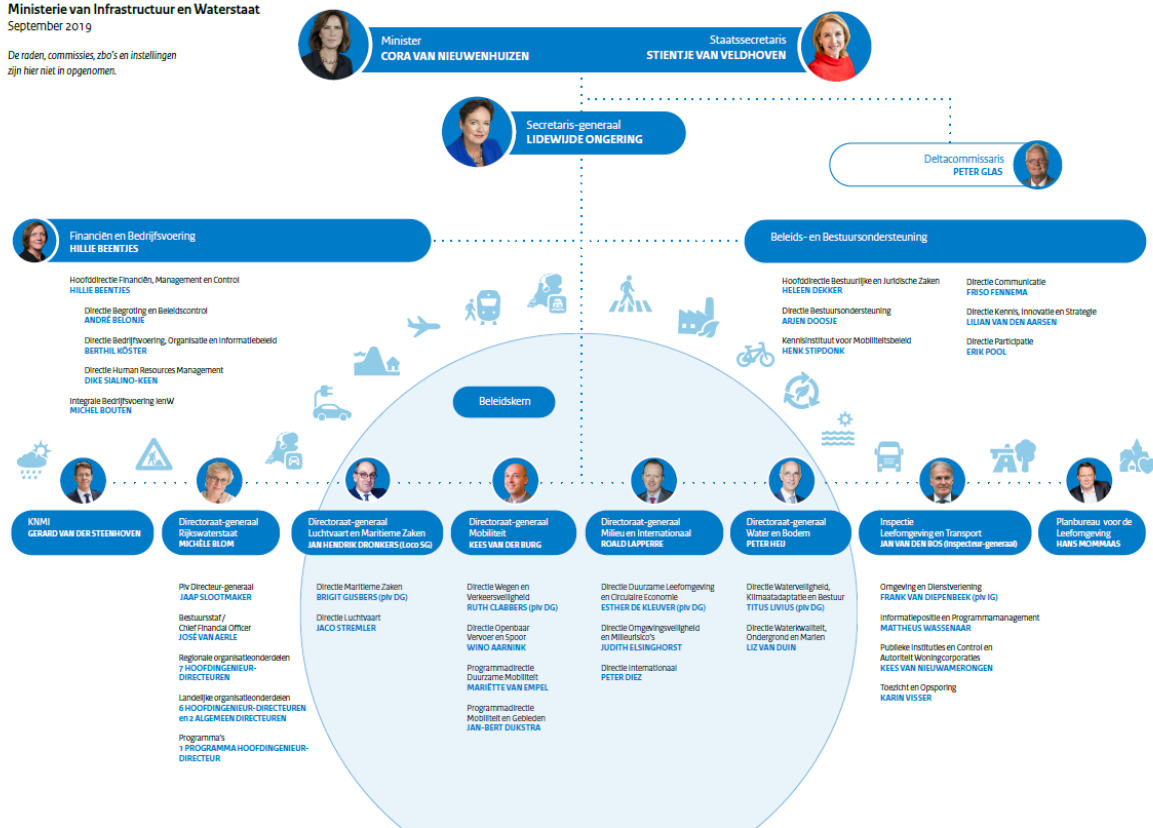 Ministerie van Infrastructuur en Waterstaat
September 2019
De raden, commissies, zbo's en instellingen
zijn hier niet in opgenomen.
Minister
CORA VAN NIEUWENHUIZEN
Staatssecretaris
STIENTJE VAN VELDHOVEN
Secretaris-generaal
LIDEWIJDE ONGERING
Deltacommissaris
PETER GLAS
Financiën en Bedrijfsvoering
HILLIE BEENTJES
Hoofddirectie Financiën, Management en Control
HILLIE BEENTJES
Directie Begroting en Beleidscontrol
ANDRÉ BELONJE
Directie Bedrijfsvoering, Organisatie en Informatiebeleid
BERTHIL KÖSTER
Directie Human Resources Management
DIKE SIALINO-KEEN
Integrale Bedrijfsvoering IenW
MICHEL BOUTEN
Beleids- en Bestuursondersteuning
Hoofddirectie Bestuurlijke en Juridische Zaken
HELEEN DEKKER
Directie Bestuursondersteuning
ARJEN DOOSJE
Kennisinstituut voor Mobiliteitsbeleid
HENK STIPDONK
Directie Communicatie
FRISO FENNEMA
Directie Kennis, Innovatie en Strategie
LILIAN VAN DEN AARSEN
Directie Participatie
ERIK POOL
Beleidskern
KNMI
GERARD VAN DER STEENHOVEN
Directoraat-generaal
Rijkswaterstaat
MICHÈLE BLOM
Plv Directeur-generaal
JAAP SLOOTMAKER
Bestuursstaf /
Chief Financial Officer
JOSÉ VAN AERLE
Regionale organisatieonderdelen
7 HOOFDINGENIEUR-
DIRECTEUREN
Landelijke organisatieonderdelen
6 HOOFDINGENIEUR-DIRECTEUREN
en 2 ALGEMEEN DIRECTEUREN
Programma's
1 PROGRAMMA HOOFDINGENIEUR-
DIRECTEUR
Directoraat-generaal
Luchtvaart en Maritieme Zaken
JAN HENDRIK DRONKERS (Loco SG)
Directie Maritieme Zaken
BRIGIT GIJSBERS (plv DG)
Directie Luchtvaart
JACO STREMLER
Directoraat-generaal
Mobiliteit
KEES VAN DER BURG
Directie Wegen en
Verkeersveiligheid
RUTH CLABBERS (plv DG)
Directie Openbaar
Vervoer en Spoor
WINO AARNINK
Programmadirectie
Duurzame Mobiliteit
MARIËTTE VAN EMPEL
Programmadirectie
Mobiliteit en Gebieden
JAN-BERT DIJKSTRA
Directoraat-generaal
Milieu en Internationaal
ROALD LAPPERRE
Directie Duurzame Leefomgeving
en Circulaire Economie
ESTHER DE KLEUVER (plv DG)
Directie Omgevingsveiligheid
en Milieurisico's
JUDITH ELSINGHORST
Directie Internationaal
PETER DIEZ
Directoraat-generaal
Water en Bodem
PETER HEIJ
Directie Waterveiligheid,
Klimaatadaptatie en Bestuur
TITUS LIVIUS (plv DG)
Directie Waterkwaliteit,
Ondergrond en Marien
LIZ VAN DUIN
Inspectie
Leefomgeving en Transport
JAN VAN DEN BOS (Inspecteur-generaal)
Omgeving en Dienstverlening
FRANK VAN DIEPENBEEK (plv IG)
Informatiepositie en Programmamanagement
MATTHEUS WASSENAAR
Publieke Instituties en Control en
Autoriteit Woningcorporaties
KEES VAN NIEUWAMERONGEN
Toezicht en Opsporing
KARIN VISSER
Planbureau voor de
Leefomgeving
HANS MOMMAAS